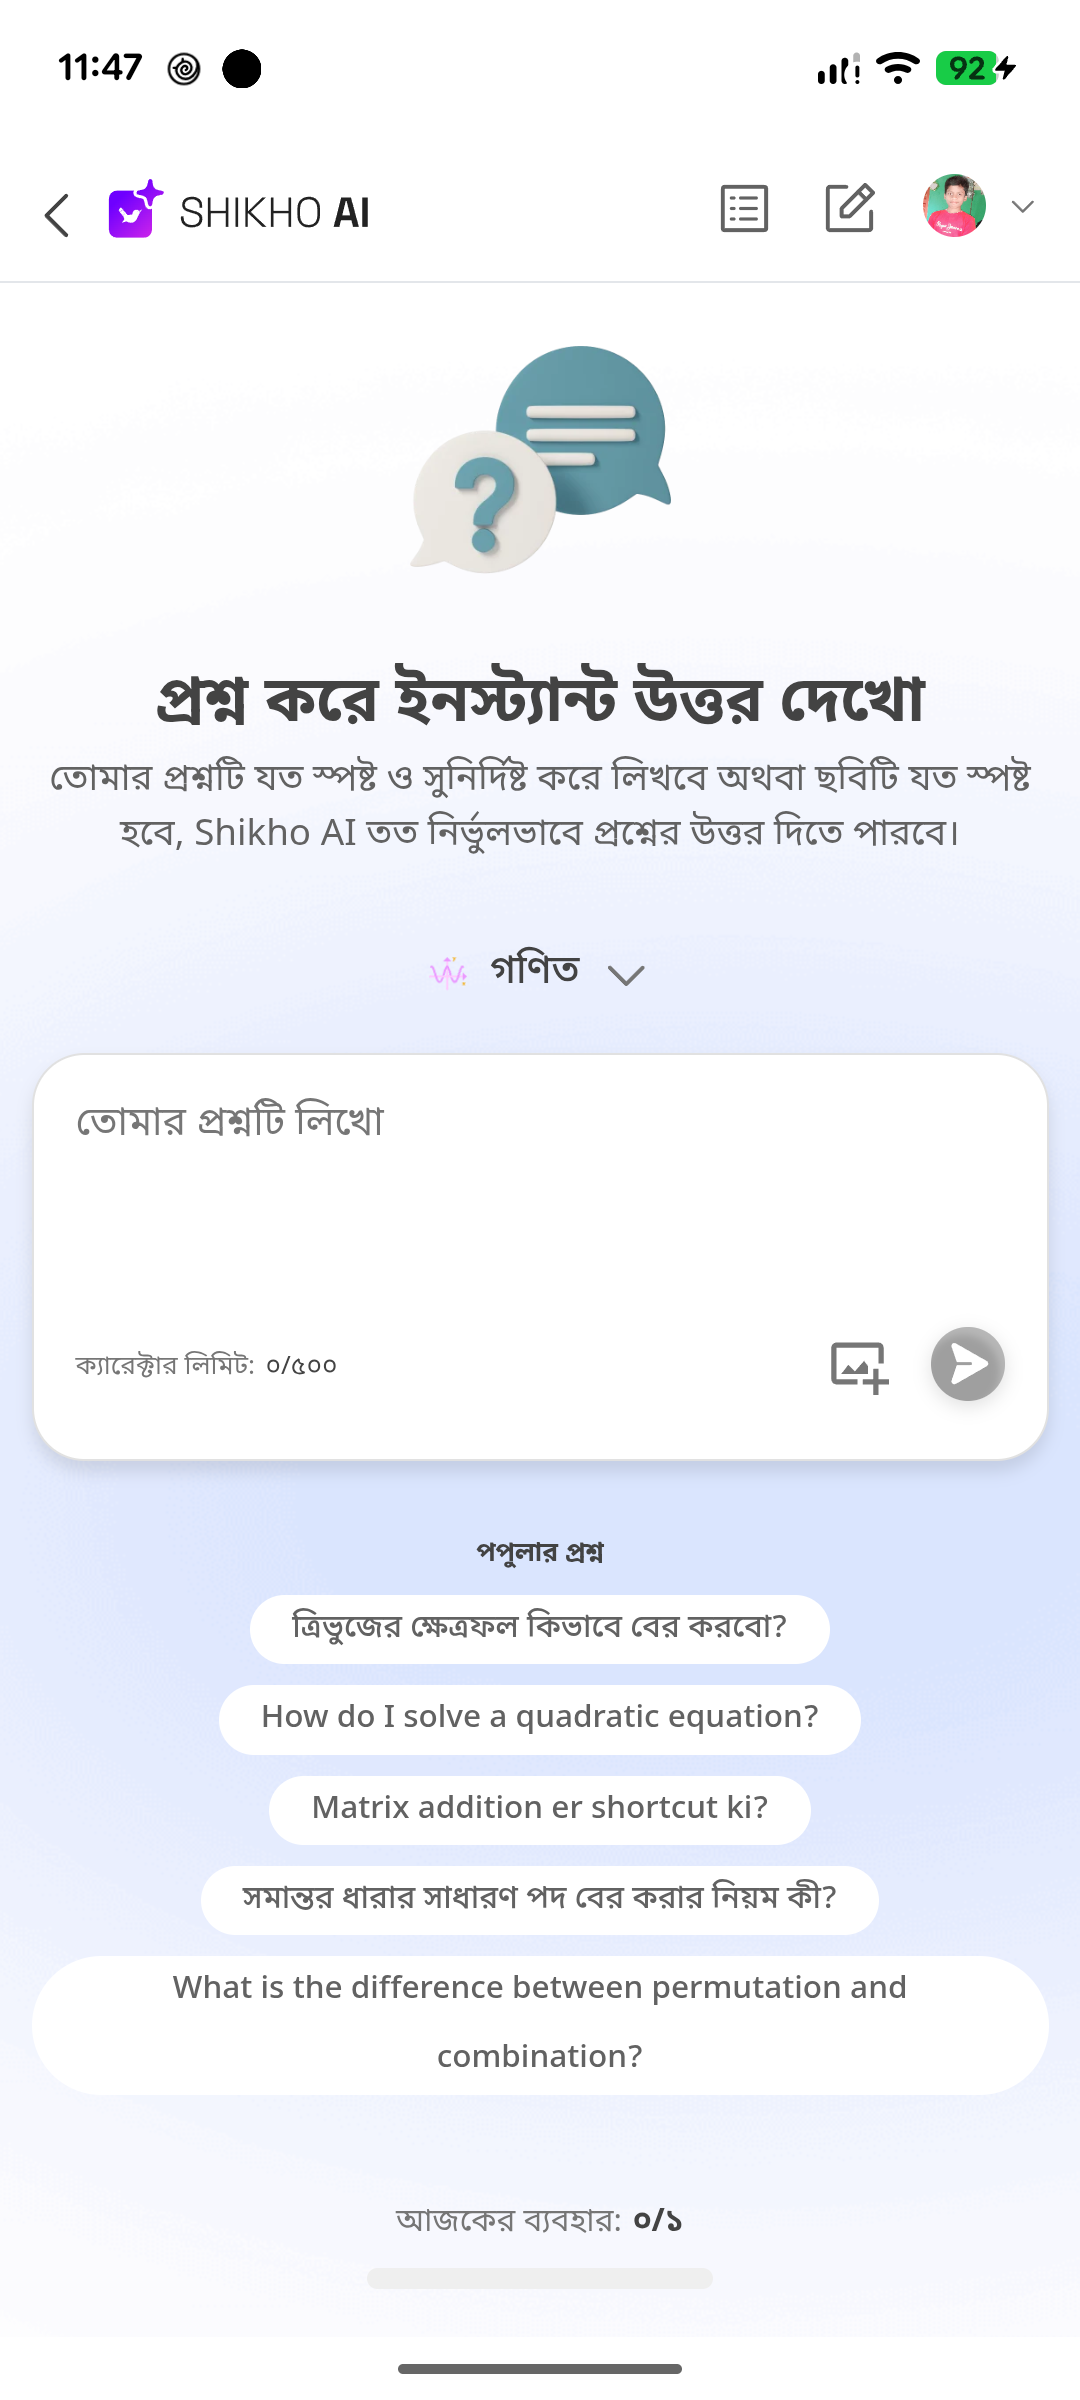 11:47
92
SHIKHO AI
প্রশ্ন করে ইনস্ট্যান্ট উত্তর দেখো
তোমার প্রশ্নটি যত স্পষ্ট ও সুনির্দিষ্ট করে লিখবে অথবা ছবিটি যত স্পষ্ট
হবে, Shikho AI তত নির্ভুলভাবে প্রশ্নের উত্তর দিতে পারবে।
গণিত
তোমার প্রশ্নটি লিখো
ক্যারেক্টার লিমিট: ০/৫০০
পপুলার প্রশ্ন
ত্রিভুজের ক্ষেত্রফল কিভাবে বের করবো?
How do I solve a quadratic equation?
Matrix addition er shortcut ki?
সমান্তর ধারার সাধারণ পদ বের করার নিয়ম কী?
What is the difference between permutation and
combination?
আজকের ব্যবহার: ০/১